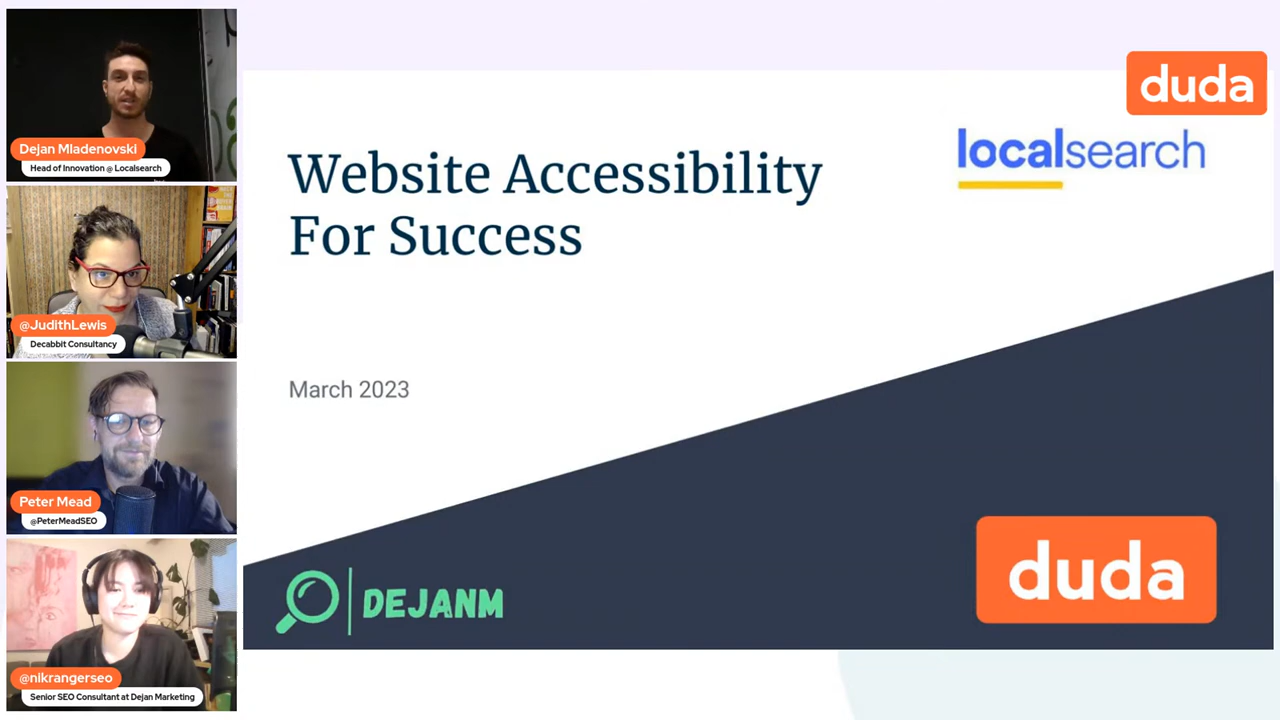 Dejan Mladenovski
Head of Innovation @ Localsearch
@JudithLewis
Decabbit Consultancy
Peter Mead
@PeterMeadSEO
@nikrangerseo
Senior SEO Consultant at Dejan Marketing
duda
localsearch
Website Accessibility
For Success
March 2023
DEJANM
duda